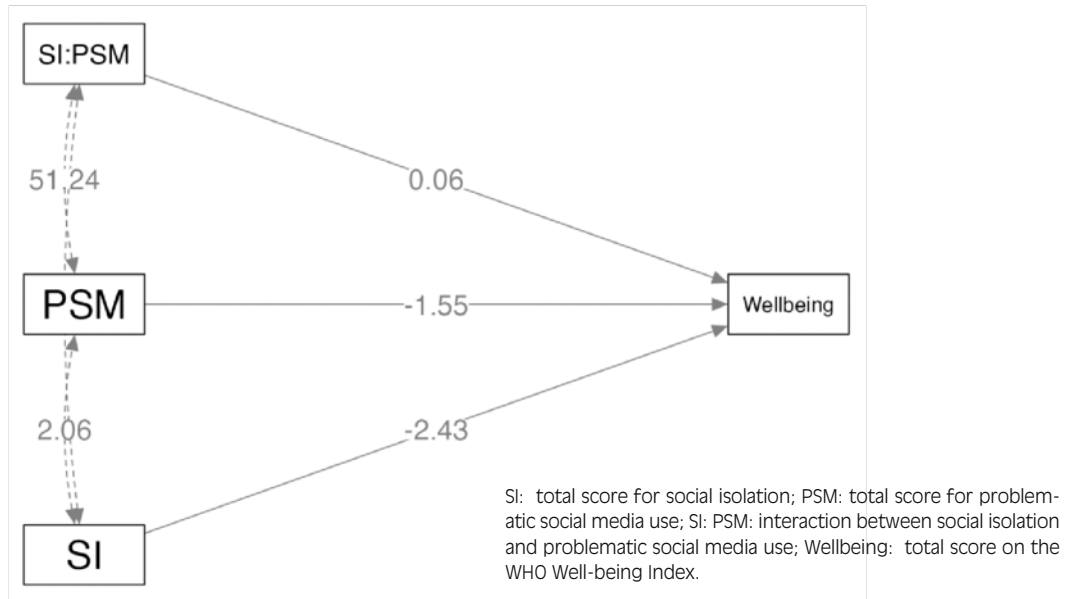 SI:PSM
51.24
0.06
PSM
-1.55
Wellbeing
2.06
-2.43
SI
SI: total score for social isolation; PSM: total score for problem-
atic social media use; SI: PSM: interaction between social isolation
and problematic social media use; Wellbeing: total score on the
WHO Well-being Index.